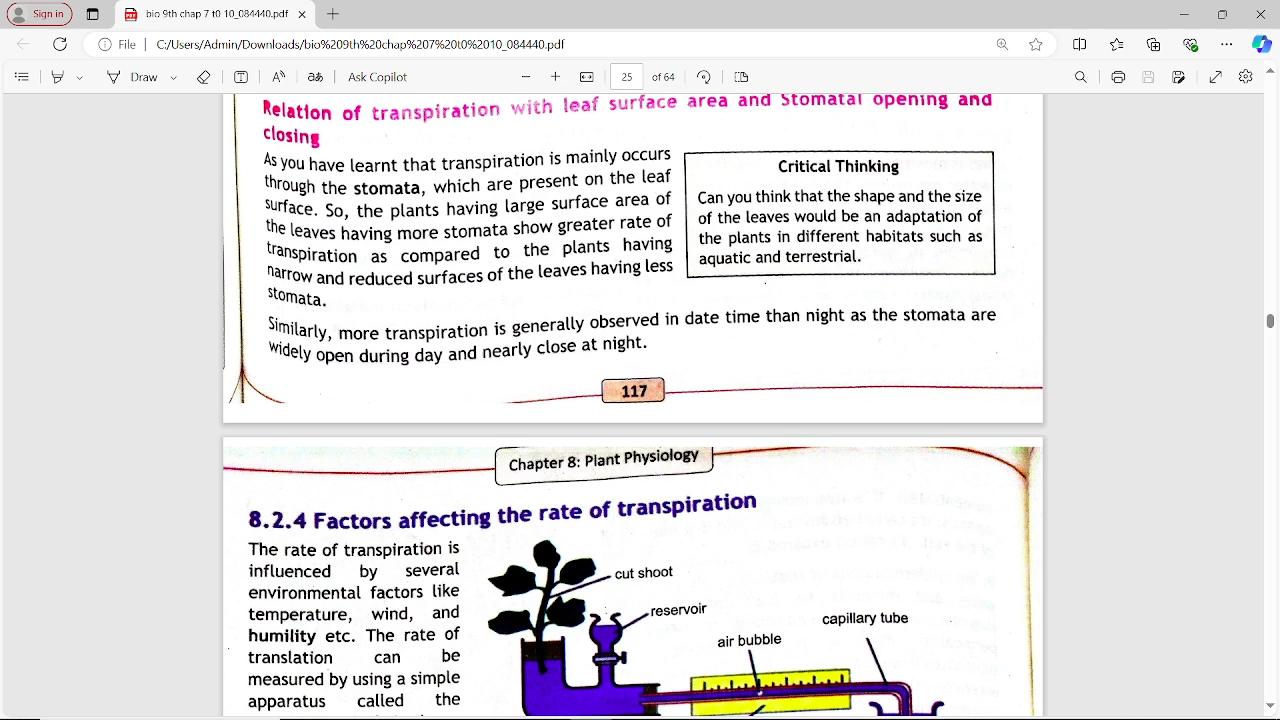 Sign in
bio 9th chap 7 t0 10_084440.pdf
File
C:/Users/Admin/Downloads/bio%209th%20chap%207%20t0%2010_084440.pdf
Draw
Ask Copilot
25
of 64
Relation of transpiration with leaf surface area and Stomatal opening and
closing
As you have learnt that transpiration is mainly occurs
through the stomata, which are present on the leaf
surface. So, the plants having large surface area of
the leaves having more stomata show greater rate of
transpiration as compared to the plants having
narrow and reduced surfaces of the leaves having less
stomata.
Critical Thinking
Can you think that the shape and the size
of the leaves would be an adaptation of
the plants in different habitats such as
aquatic and terrestrial.
Similarly, more transpiration is generally observed in date time than night as the stomata are
widely open during day and nearly close at night.
117
Chapter 8: Plant Physiology
8.2.4 Factors affecting the rate of transpiration
The rate of transpiration is
influenced by several
environmental factors like
temperature, wind, and
humility etc. The rate of
translation can be
measured by using a simple
apparatus called the
cut shoot
reservoir
air bubble
capillary tube